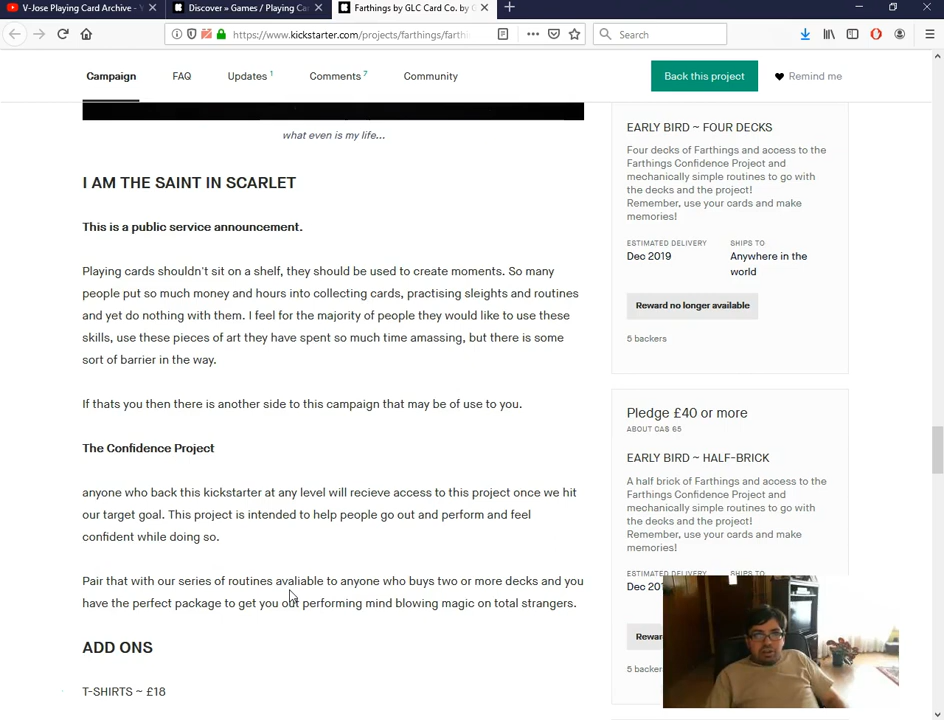 V-Jose Playing Card Archive -
Discover » Games / Playing Ca
Farthings by GLC Card Co. by
https://www.kickstarter.com/projects/farthings/farthi
Search
Campaign
FAQ
Updates 1
Comments 7
Community
Back this project
Remind me
what even is my life...
I AM THE SAINT IN SCARLET
This is a public service announcement.
Playing cards shouldn't sit on a shelf, they should be used to create moments. So many
people put so much money and hours into collecting cards, practising sleights and routines
and yet do nothing with them. I feel for the majority of people they would like to use these
skills, use these pieces of art they have spent so much time amassing, but there is some
sort of barrier in the way.
If thats you then there is another side to this campaign that may be of use to you.
The Confidence Project
anyone who back this kickstarter at any level will recieve access to this project once we hit
our target goal. This project is intended to help people go out and perform and feel
confident while doing so.
Pair that with our series of routines avaliable to anyone who buys two or more decks and you
have the perfect package to get you out performing mind blowing magic on total strangers.
ADD ONS
T-SHIRTS ~ £18
EARLY BIRD ~ FOUR DECKS
Four decks of Farthings and access to the
Farthings Confidence Project and
mechanically simple routines to go with
the decks and the project!
Remember, use your cards and make
memories!
ESTIMATED DELIVERY
Dec 2019
SHIPS TO
Anywhere in the
world
Reward no longer available
5 backers
Pledge £40 or more
ABOUT CA$ 65
EARLY BIRD ~ HALF-BRICK
A half brick of Farthings and access to the
Farthings Confidence Project and
mechanically simple routines to go with
the decks and the project!
Remember, use your cards and make
memories!
ESTIMATED DELIVERY
SHIPS TO
Dec 20
Rewar
5 backer